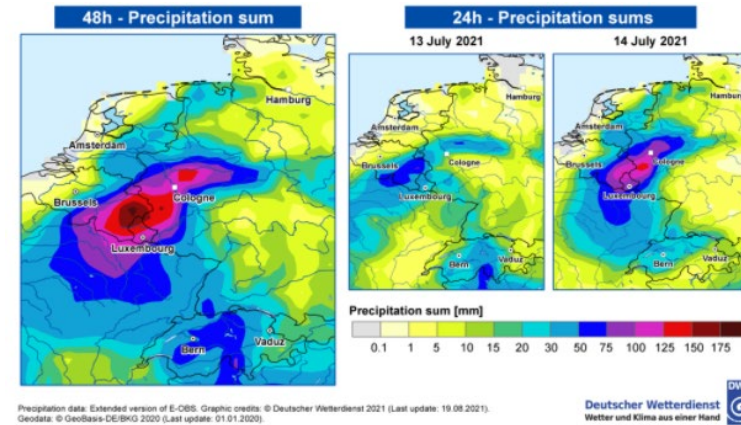 48h - Precipitation sum
24h - Precipitation sums
13 July 2021
14 July 2021
Hamburg
Amsterdam
Brussels
Cologne
Luxembourg
Bern
Vaduz
Hamburg
Amsterdam
Brussels
Cologne
Luxembourg
Bern
Vaduz
Hamburg
Amsterdam
Brussels
Cologne
Luxembourg
Bern
Vaduz
Precipitation sum [mm]
0.1 1 5 10 15 20 30 50 75 100 125 150 175
Precipitation data: Extended version of E-OBS. Graphic credits: © Deutscher Wetterdienst 2021 (Last update: 19.08.2021).
Geodata: © GeoBasis-DE/BKG 2020 (Last update: 01.01.2020).
Deutscher Wetterdienst
Wetter und Klima aus einer Hand